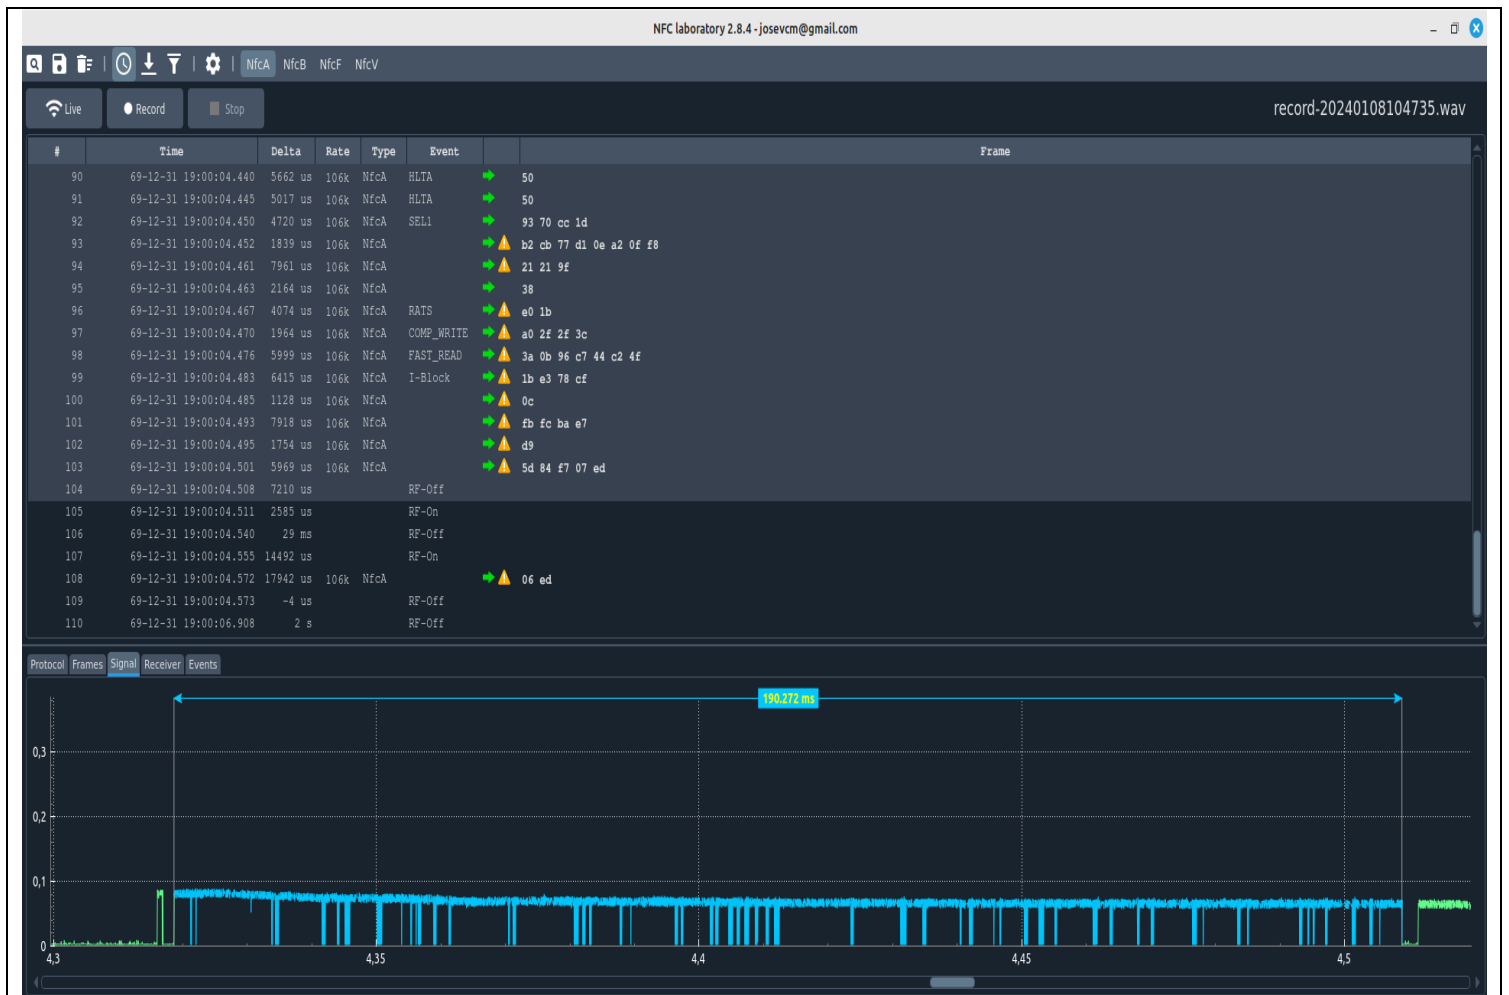 NFC laboratory 2.8.4 - josevcm@gmail.com
NfcA NfcB NfcF NfcV
Live Record Stop record-20240108104735.wav
# Time Delta Rate Type Event Frame
90 69-12-31 19:00:04.440 5662 us 106k NfcA HLTA 50
91 69-12-31 19:00:04.445 5017 us 106k NfcA HLTA 50
92 69-12-31 19:00:04.450 4720 us 106k NfcA SEL1 93 70 cc 1d
93 69-12-31 19:00:04.452 1839 us 106k NfcA b2 cb 77 d1 0e a2 0f f8
94 69-12-31 19:00:04.461 7961 us 106k NfcA 21 21 9f
95 69-12-31 19:00:04.463 2164 us 106k NfcA 38
96 69-12-31 19:00:04.467 4074 us 106k NfcA RATS e0 1b
97 69-12-31 19:00:04.470 1964 us 106k NfcA COMP_WRITE a0 2f 2f 3c
98 69-12-31 19:00:04.476 5999 us 106k NfcA FAST_READ 3a 0b 96 c7 44 c2 4f
99 69-12-31 19:00:04.483 6415 us 106k NfcA I-Block 1b e3 78 cf
100 69-12-31 19:00:04.485 1128 us 106k NfcA 0c
101 69-12-31 19:00:04.493 7918 us 106k NfcA fb fc ba e7
102 69-12-31 19:00:04.495 1754 us 106k NfcA d9
103 69-12-31 19:00:04.501 5969 us 106k NfcA 5d 84 f7 07 ed
104 69-12-31 19:00:04.508 7210 us RF-Off
105 69-12-31 19:00:04.511 2585 us RF-On
106 69-12-31 19:00:04.540 29 ms RF-Off
107 69-12-31 19:00:04.555 14492 us RF-On
108 69-12-31 19:00:04.572 17942 us 106k NfcA 06 ed
109 69-12-31 19:00:04.573 -4 us RF-Off
110 69-12-31 19:00:06.908 2 s RF-Off
Protocol Frames Signal Receiver Events
190.272 ms
0,3
0,2
0,1
0
4,3 4,35 4,4 4,45 4,5